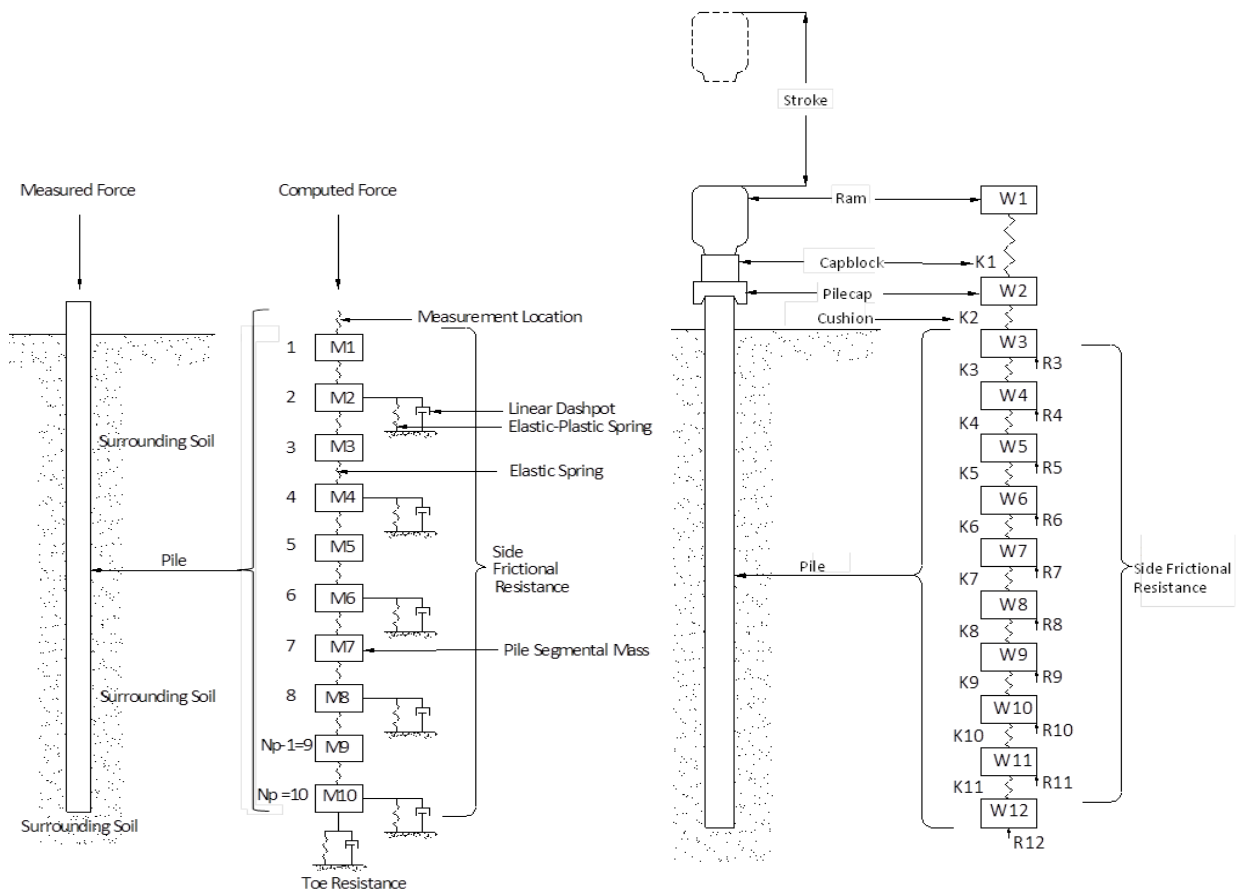 Measured Force
Computed Force
Measurement Location
1
M1
2
M2
Linear Dashpot
Elastic-Plastic Spring
3
M3
Surrounding Soil
Elastic Spring
4
M4
5
M5
Side
Frictional
Resistance
Pile
6
M6
7
M7
Pile Segmental Mass
8
M8
Surrounding Soil
Np-1=9
M9
Np =10
M10
Surrounding Soil
Toe Resistance
Stroke
Ram
W1
Capblock
K1
Pilecap
W2
Cushion
K2
W3
R3
K3
W4
R4
K4
W5
R5
K5
W6
R6
K6
W7
R7
Pile
K7
Side Frictional
Resistance
W8
R8
K8
W9
R9
K9
W10
R10
K10
W11
R11
K11
W12
R12